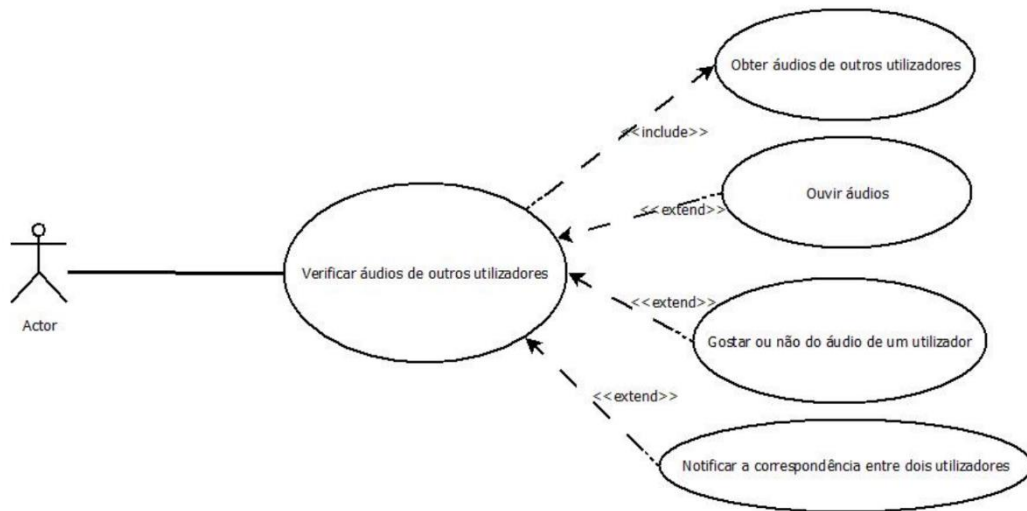 Obter áudios de outros utilizadores
<<include>>
Ouvir áudios
<<extend>>
Verificar áudios de outros utilizadores
Actor
<<extend>>
Gostar ou não do áudio de um utilizador
<<extend>>
Notificar a correspondência entre dois utilizadores